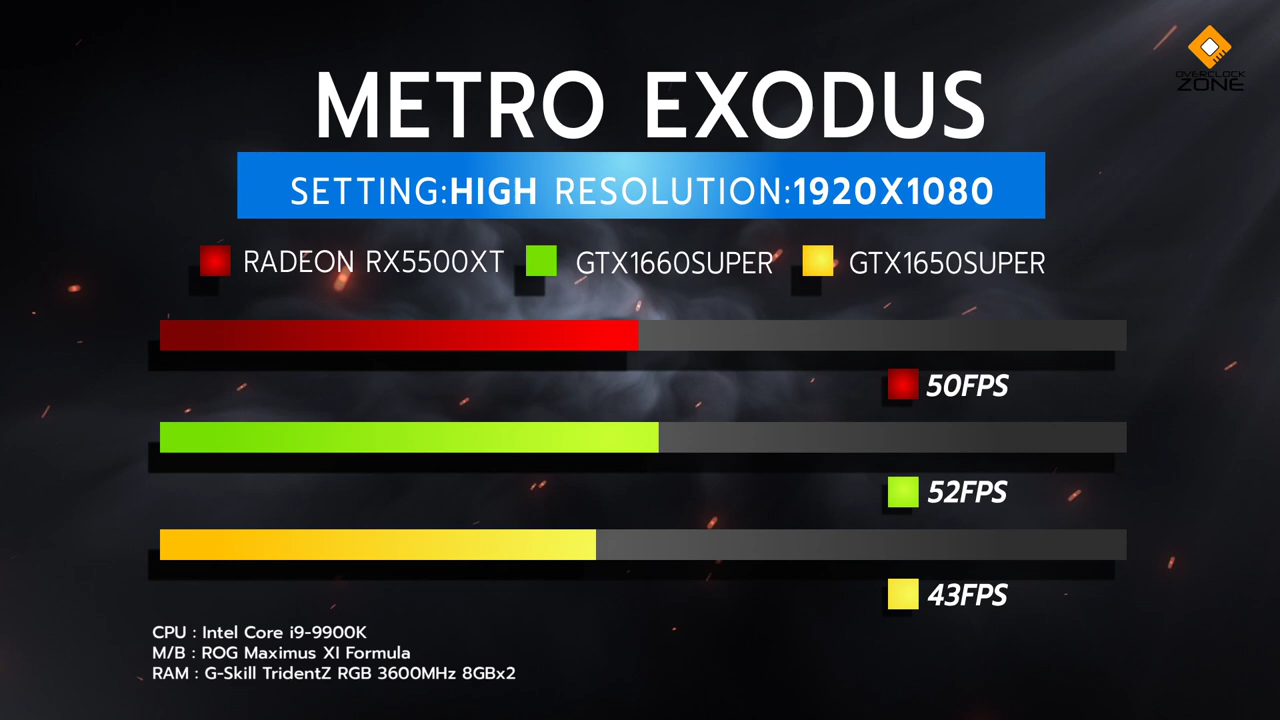 OVERCLOCK
ZONE
METRO EXODUS
SETTING:HIGH RESOLUTION:1920X1080
RADEON RX5500XT GTX1660SUPER GTX1650SUPER
50FPS
52FPS
43FPS
CPU : Intel Core i9-9900K
M/B : ROG Maximus XI Formula
RAM : G-Skill TridentZ RGB 3600MHz 8GBx2